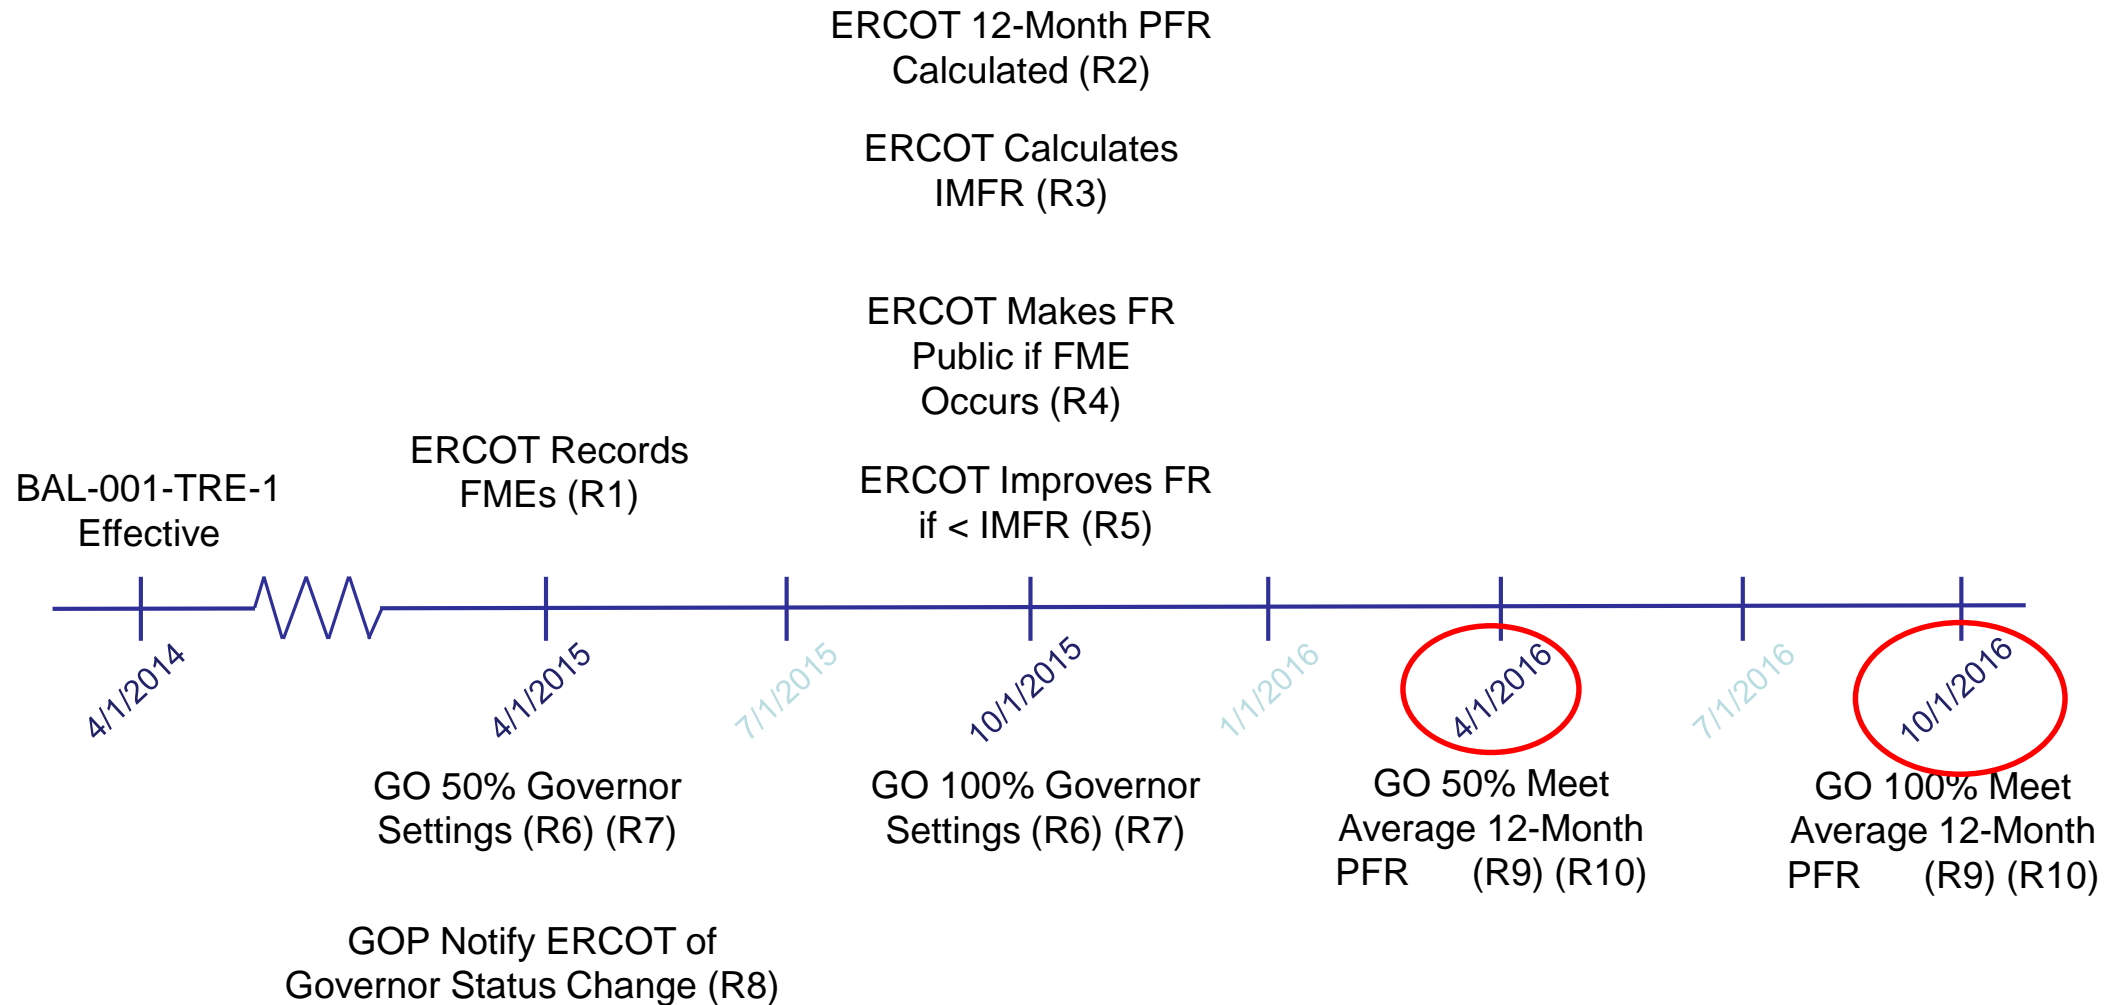 ERCOT 12-Month PFR
Calculated (R2)
ERCOT Calculates
IMFR (R3)
ERCOT Makes FR
Public if FME
Occurs (R4)
ERCOT Improves FR
if < IMFR (R5)
ERCOT Records
FMEs (R1)
BAL-001-TRE-1
Effective
4/1/2014
4/1/2015
7/1/2015
10/1/2015
1/1/2016
4/1/2016
7/1/2016
10/1/2016
GO 50% Governor
Settings (R6) (R7)
GO 100% Governor
Settings (R6) (R7)
GO 50% Meet
Average 12-Month
PFR (R9) (R10)
GO 100% Meet
Average 12-Month
PFR (R9) (R10)
GOP Notify ERCOT of
Governor Status Change (R8)